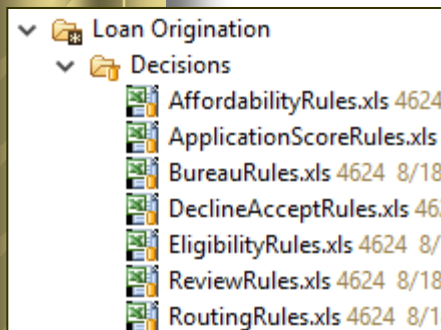 Loan Origination
Decisions
AffordabilityRules.xls 4624
ApplicationScoreRules.xls
BureauRules.xls 4624 8/18
DeclineAcceptRules.xls 46
EligibilityRules.xls 4624 8/
ReviewRules.xls 4624 8/18
RoutingRules.xls 4624 8/1